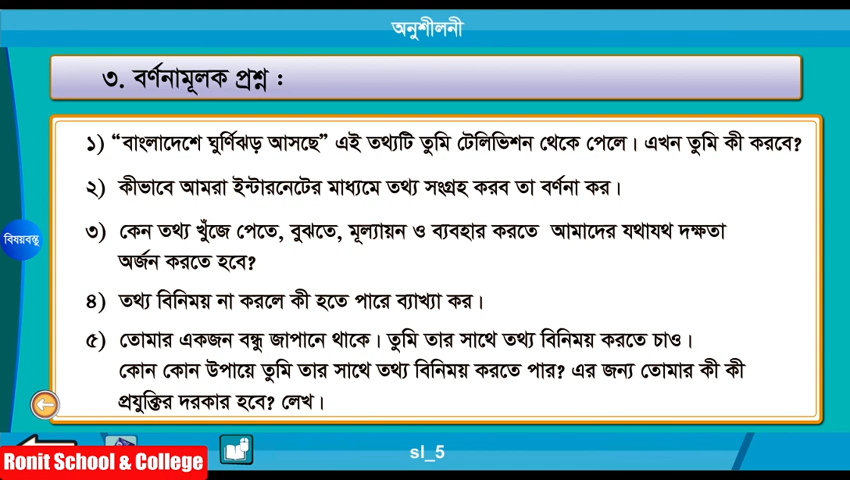 অনুশীলনী
৩. বর্ণনামূলক প্রশ্ন :
১) “বাংলাদেশে ঘুর্ণিঝড় আসছে” এই তথ্যটি তুমি টেলিভিশন থেকে পেলে। এখন তুমি কী করবে?
২) কীভাবে আমরা ইন্টারনেটের মাধ্যমে তথ্য সংগ্রহ করব তা বর্ণনা কর।
৩) কেন তথ্য খুঁজে পেতে, বুঝতে, মূল্যায়ন ও ব্যবহার করতে আমাদের যথাযথ দক্ষতা
অর্জন করতে হবে?
৪) তথ্য বিনিময় না করলে কী হতে পারে ব্যাখ্যা কর।
৫) তোমার একজন বন্ধু জাপানে থাকে। তুমি তার সাথে তথ্য বিনিময় করতে চাও।
কোন কোন উপায়ে তুমি তার সাথে তথ্য বিনিময় করতে পার? এর জন্য তোমার কী কী
প্রযুক্তির দরকার হবে? লেখ।
বিষয়বস্তু
sl_5
Ronit School & College